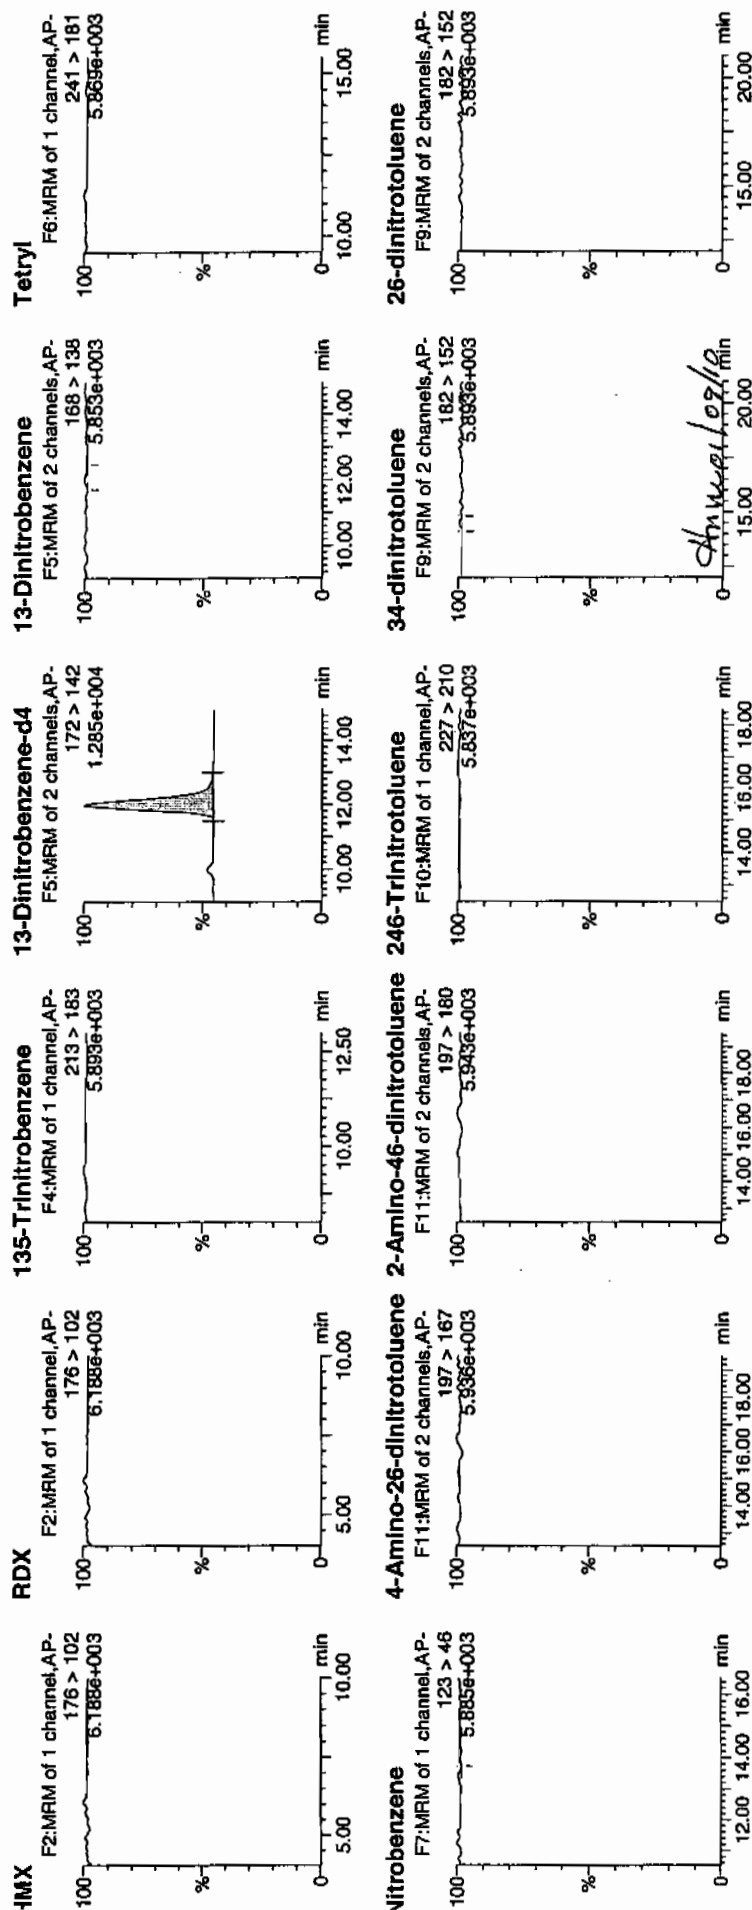 HMX
F2:MRM of 1 channel,AP-
176 > 102
6.188e+003
100
%
0
5.00 10.00 min
RDX
F2:MRM of 1 channel,AP-
176 > 102
6.188e+003
100
%
0
5.00 10.00 min
135-Trinitrobenzene
F4:MRM of 1 channel,AP-
213 > 183
5.893e+003
100
%
0
10.00 12.50 min
13-Dinitrobenzene-d4
F5:MRM of 2 channels,AP-
172 > 142
1.285e+004
100
%
0
10.00 12.00 14.00 min
13-Dinitrobenzene
F5:MRM of 2 channels,AP-
168 > 138
5.853e+003
100
%
0
10.00 12.00 14.00 min
Tetryl
F6:MRM of 1 channel,AP-
241 > 181
5.869e+003
100
%
0
10.00 15.00 min
Nitrobenzene
F7:MRM of 1 channel,AP-
123 > 46
5.885e+003
100
%
0
12.00 14.00 16.00 min
4-Amino-26-dinitrotoluene
F11:MRM of 2 channels,AP-
197 > 167
5.936e+003
100
%
0
14.00 16.00 18.00 min
2-Amino-46-dinitrotoluene
F11:MRM of 2 channels,AP-
197 > 180
5.943e+003
100
%
0
14.00 16.00 18.00 min
246-Trinitrotoluene
F10:MRM of 1 channel,AP-
227 > 210
5.837e+003
100
%
0
14.00 16.00 18.00 min
34-dinitrotoluene
F9:MRM of 2 channels,AP-
182 > 152
5.893e+003
100
%
0
15.00 20.00 min
26-dinitrotoluene
F9:MRM of 2 channels,AP-
182 > 152
5.893e+003
100
%
0
15.00 20.00 min